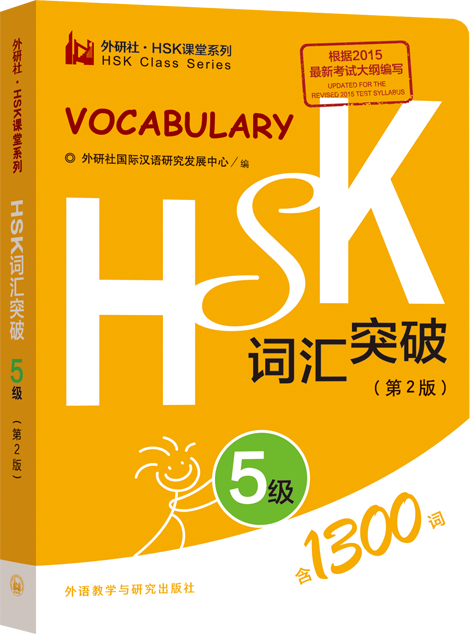 外研社·HSK课堂系列
HSK词汇突破
5级
(第2版)
外研社·HSK课堂系列
HSK Class Series
根据2015
最新考试大纲编写
UPDATED FOR THE
REVISED 2015 TEST SYLLABUS
VOCABULARY
◎ 外研社国际汉语研究发展中心/编
HSK
词汇突破
(第2版)
5级
含1300词
外语教学与研究出版社